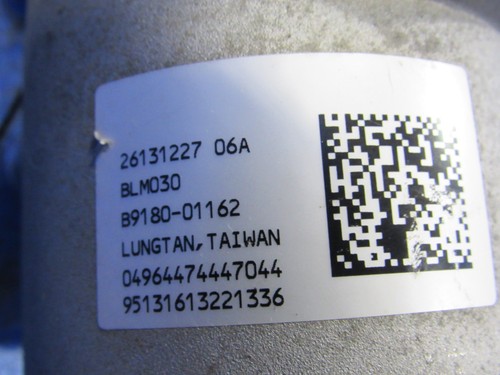 26131227 06A
BLM030
B9180-01162
LUNGTAN, TAIWAN
04964474447044
95131613221336